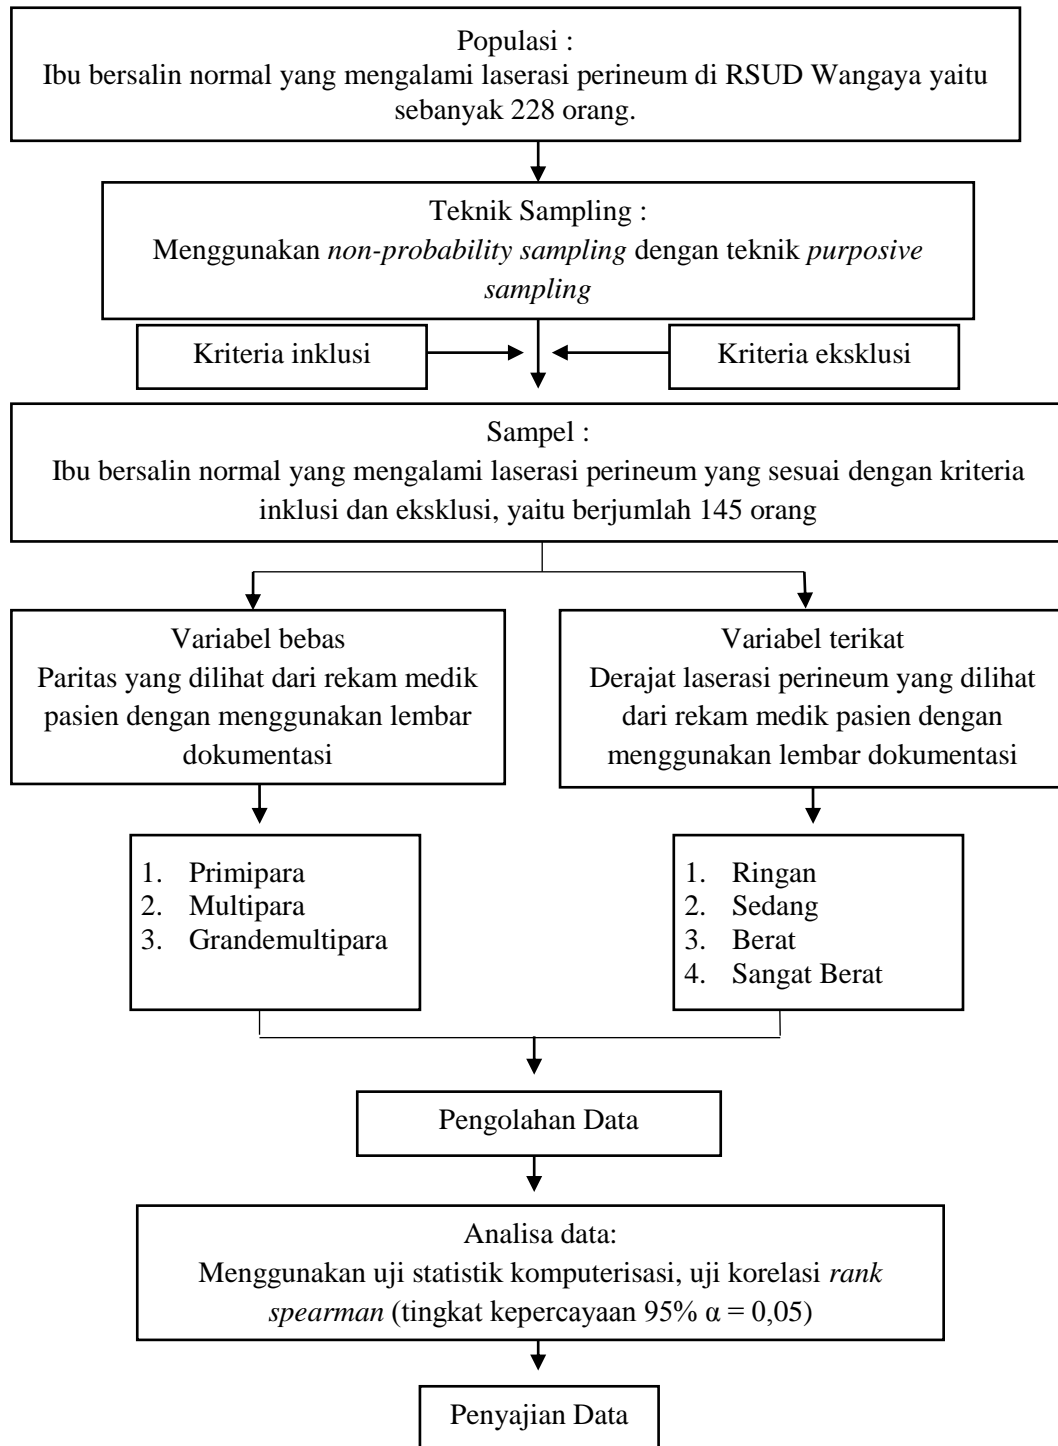 Populasi :
Ibu bersalin normal yang mengalami laserasi perineum di RSUD Wangaya yaitu
sebanyak 228 orang.
Teknik Sampling :
Menggunakan non-probability sampling dengan teknik purposive
sampling
Kriteria inklusi
Kriteria eksklusi
Sampel :
Ibu bersalin normal yang mengalami laserasi perineum yang sesuai dengan kriteria
inklusi dan eksklusi, yaitu berjumlah 145 orang
Variabel bebas
Paritas yang dilihat dari rekam medik
pasien dengan menggunakan lembar
dokumentasi
Variabel terikat
Derajat laserasi perineum yang dilihat
dari rekam medik pasien dengan
menggunakan lembar dokumentasi
1. Primipara
2. Multipara
3. Grandemultipara
1. Ringan
2. Sedang
3. Berat
4. Sangat Berat
Pengolahan Data
Analisa data:
Menggunakan uji statistik komputerisasi, uji korelasi rank
spearman (tingkat kepercayaan 95% α = 0,05)
Penyajian Data